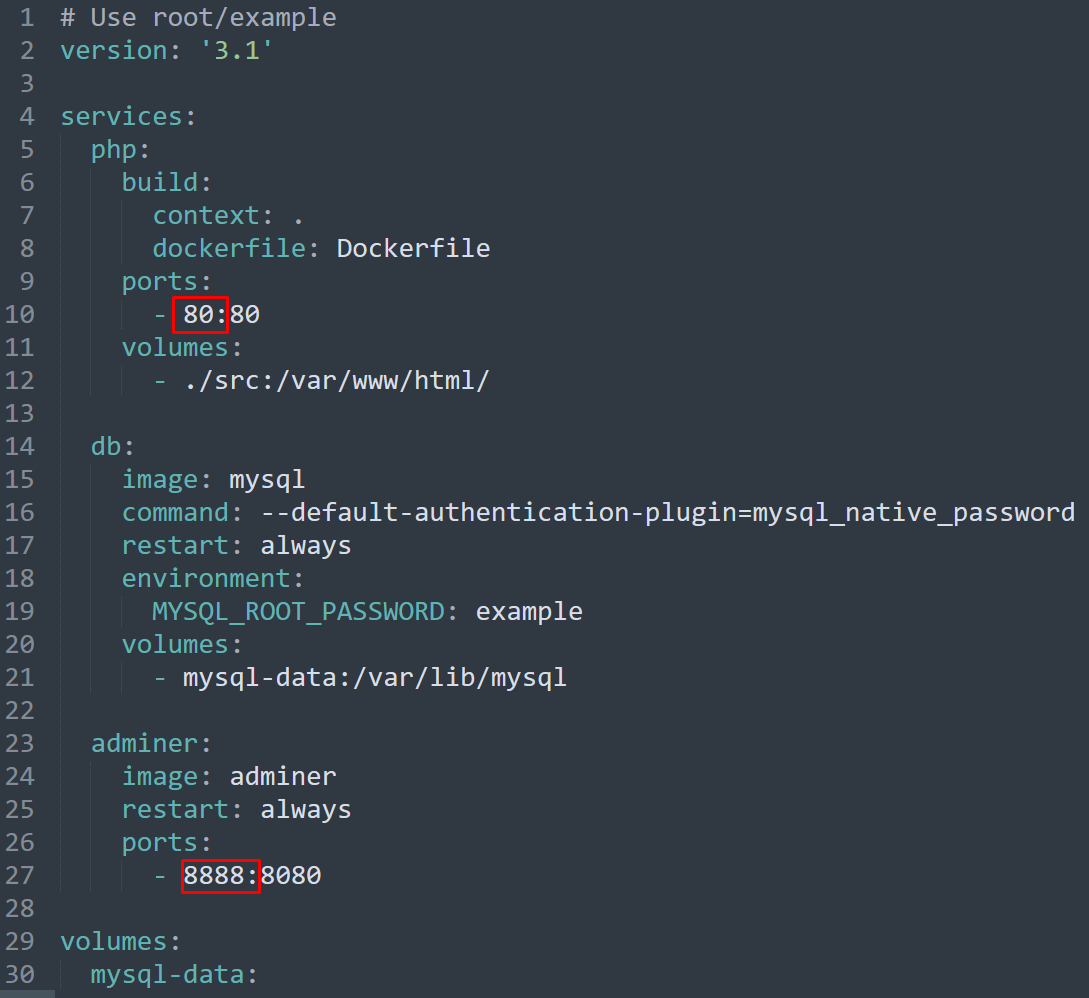 1 # Use root/example
2 version: '3.1'
3
4 services:
5   php:
6     build:
7       context: .
8       dockerfile: Dockerfile
9     ports:
10       - 80:80
11     volumes:
12       - ./src:/var/www/html/
13
14   db:
15     image: mysql
16     command: --default-authentication-plugin=mysql_native_password
17     restart: always
18     environment:
19       MYSQL_ROOT_PASSWORD: example
20     volumes:
21       - mysql-data:/var/lib/mysql
22
23   adminer:
24     image: adminer
25     restart: always
26     ports:
27       - 8888:8080
28
29 volumes:
30   mysql-data: